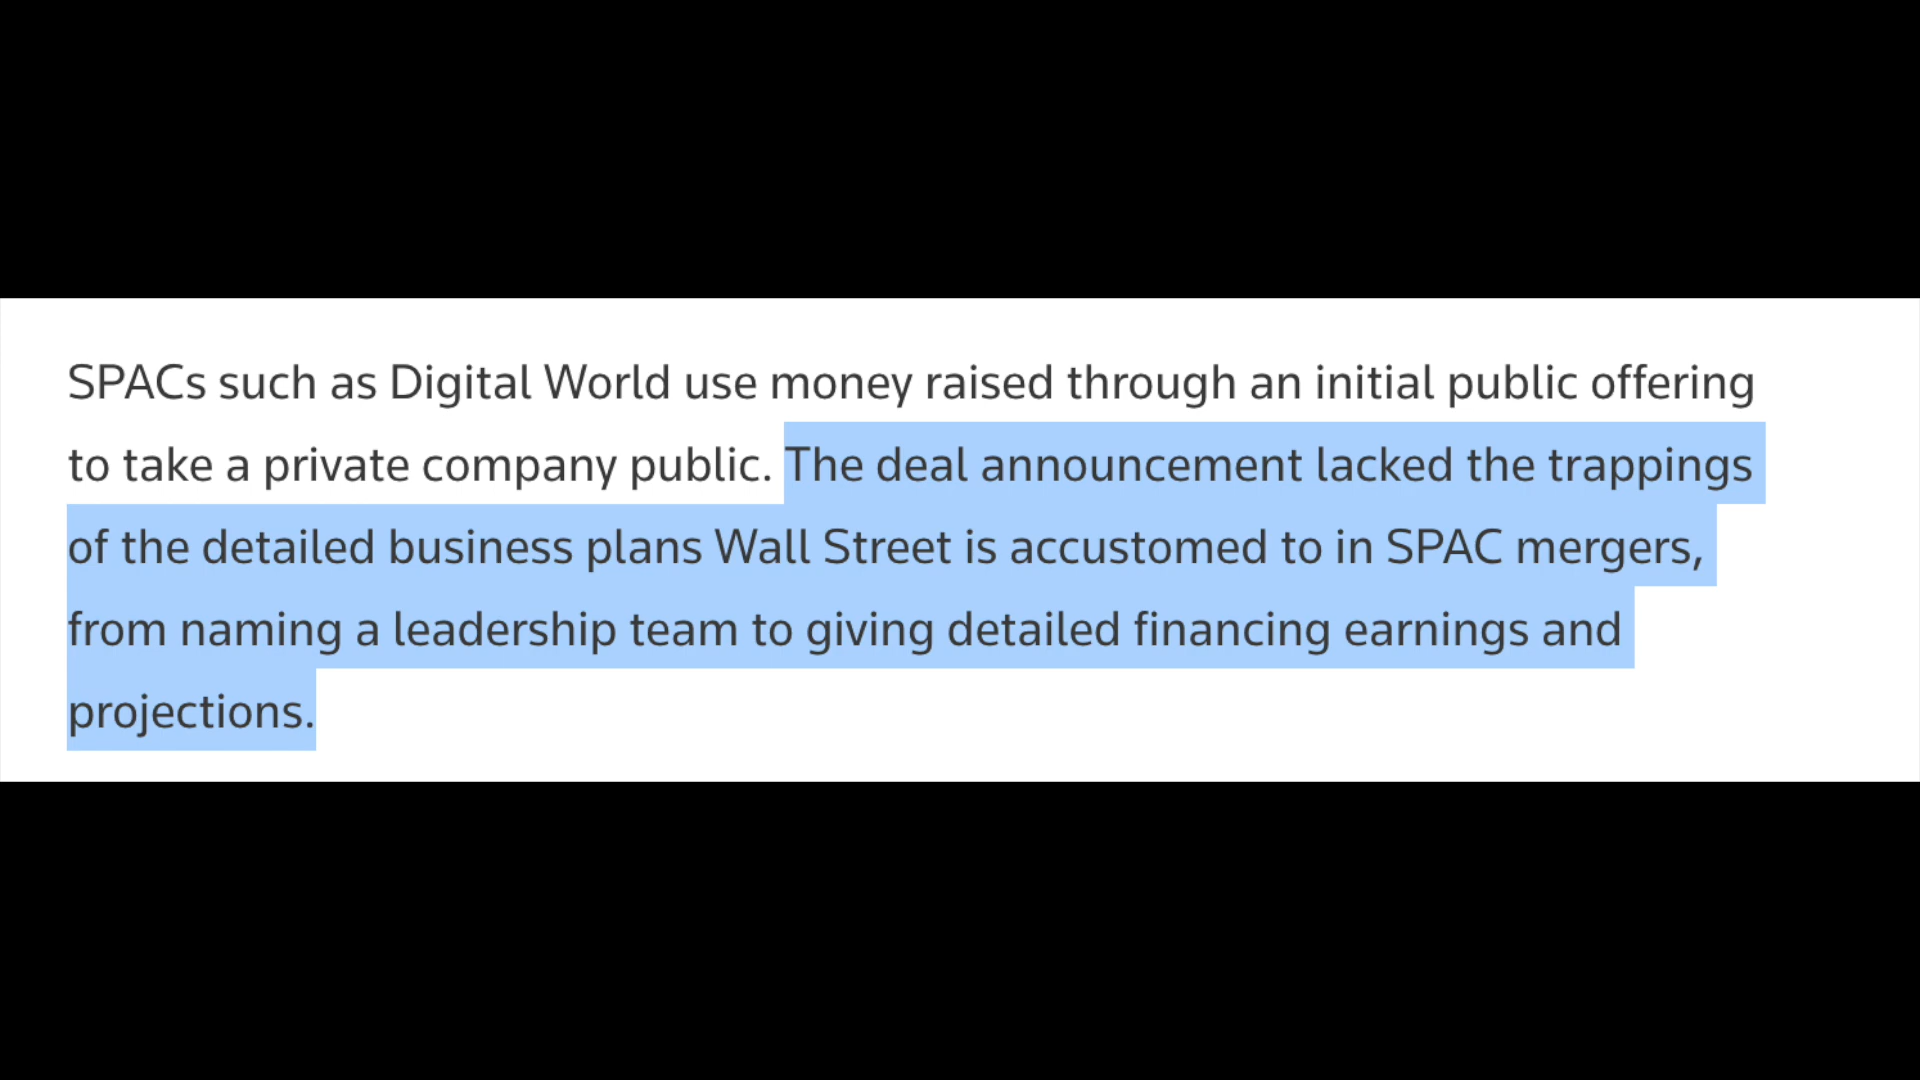 SPACs such as Digital World use money raised through an initial public offering
to take a private company public. The deal announcement lacked the trappings
of the detailed business plans Wall Street is accustomed to in SPAC mergers,
from naming a leadership team to giving detailed financing earnings and
projections.